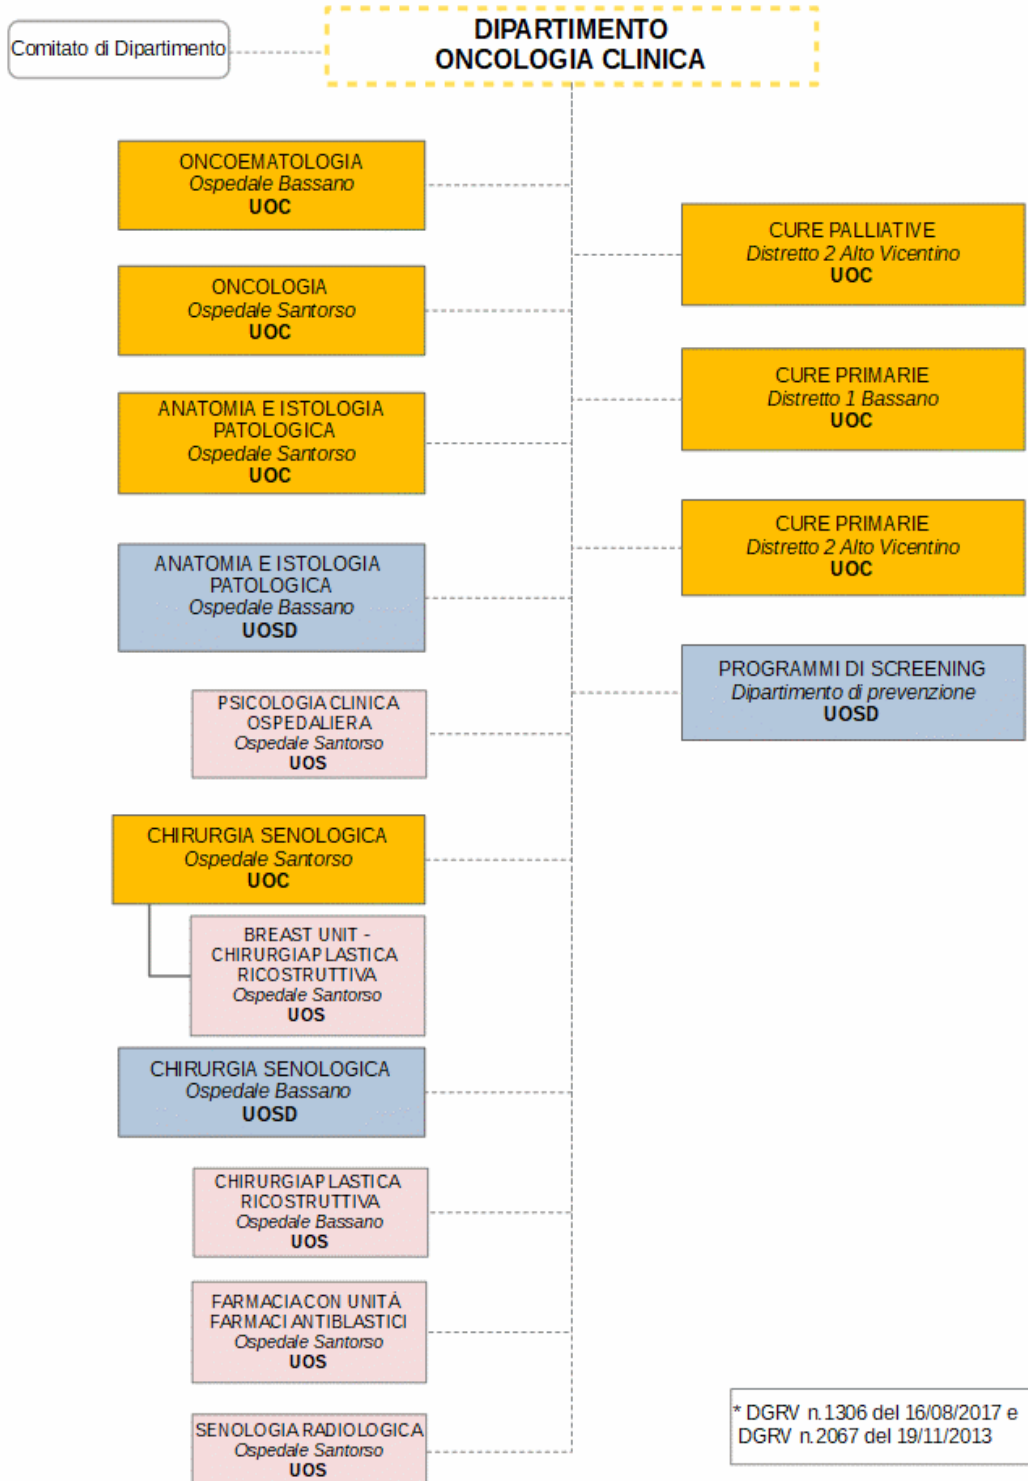 Comitato di Dipartimento
DIPARTIMENTO
ONCOLOGIA CLINICA
ONCOEMATOLOGIA
Ospedale Bassano
UOC
ONCOLOGIA
Ospedale Santorso
UOC
ANATOMIA E ISTOLOGIA
PATOLOGICA
Ospedale Santorso
UOC
ANATOMIA E ISTOLOGIA
PATOLOGICA
Ospedale Bassano
UOSD
PSICOLOGIA CLINICA
OSPEDALIERA
Ospedale Santorso
UOS
CHIRURGIA SENOLOGICA
Ospedale Santorso
UOC
BREAST UNIT -
CHIRURGIA PLASTICA
RICOSTRUTTIVA
Ospedale Santorso
UOS
CHIRURGIA SENOLOGICA
Ospedale Bassano
UOSD
CHIRURGIA PLASTICA
RICOSTRUTTIVA
Ospedale Bassano
UOS
FARMACIA CON UNITÀ
FARMACI ANTIBLASTICI
Ospedale Santorso
UOS
SENOLOGIA RADIOLOGICA
Ospedale Santorso
UOS
CURE PALLIATIVE
Distretto 2 Alto Vicentino
UOC
CURE PRIMARIE
Distretto 1 Bassano
UOC
CURE PRIMARIE
Distretto 2 Alto Vicentino
UOC
PROGRAMMI DI SCREENING
Dipartimento di prevenzione
UOSD
* DGRV n.1306 del 16/08/2017 e
DGRV n.2067 del 19/11/2013